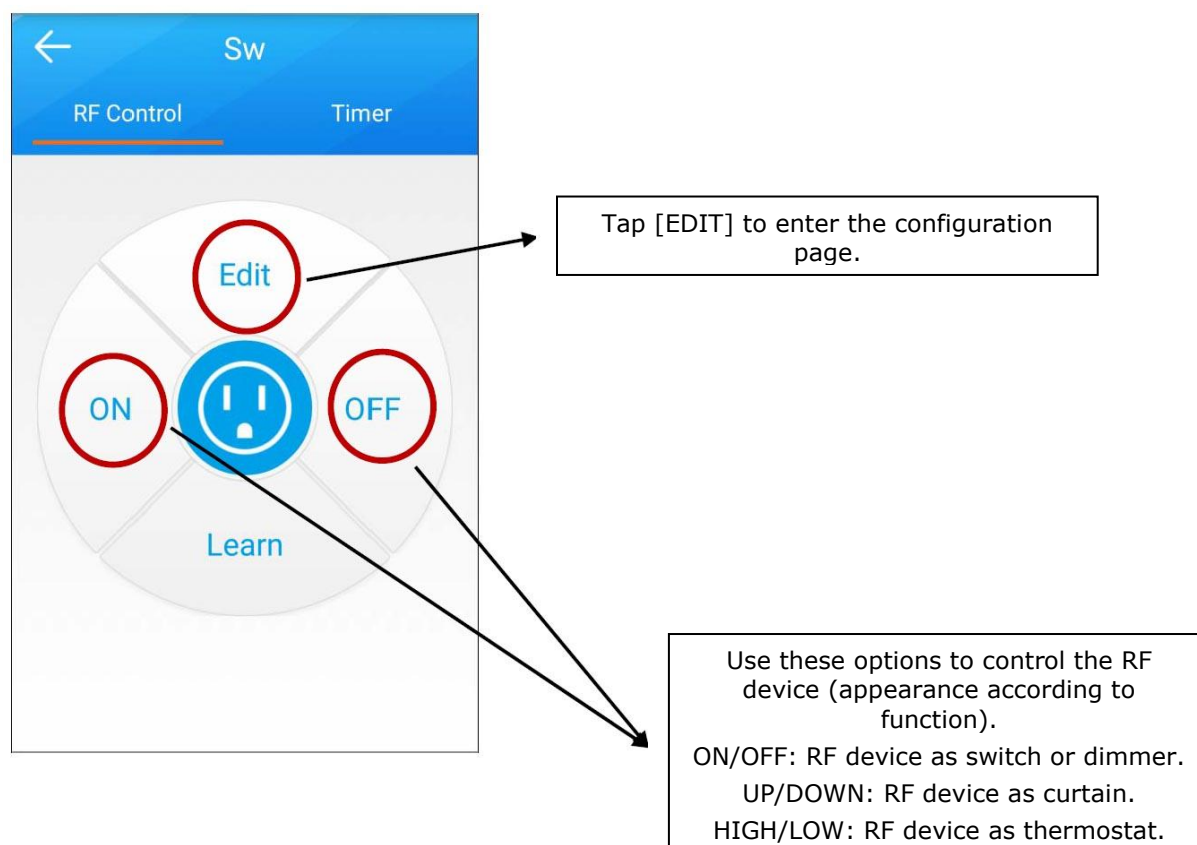 Sw
RF Control
Timer
Edit
ON
OFF
Learn
Tap [EDIT] to enter the configuration
page.
Use these options to control the RF
device (appearance according to
function).
ON/OFF: RF device as switch or dimmer.
UP/DOWN: RF device as curtain.
HIGH/LOW: RF device as thermostat.